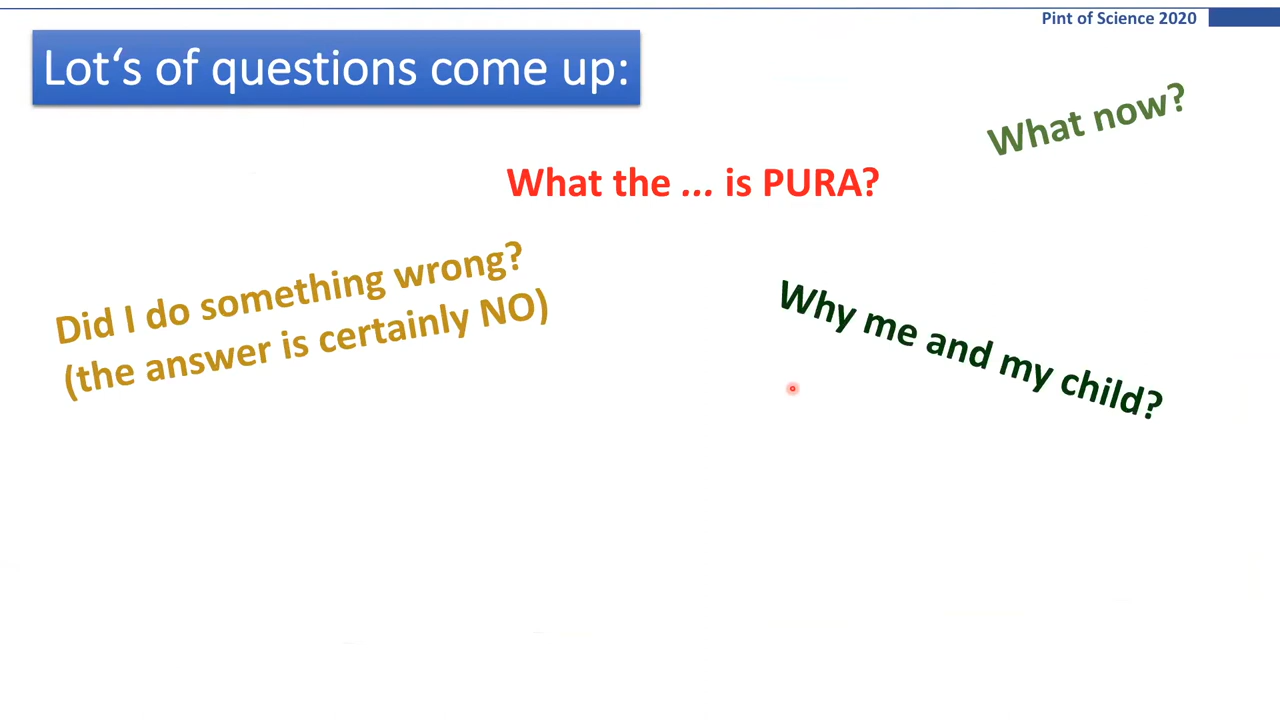 Pint of Science 2020
Lot‘s of questions come up:
What now?
What the ... is PURA?
Did I do something wrong?
(the answer is certainly NO)
Why me and my child?